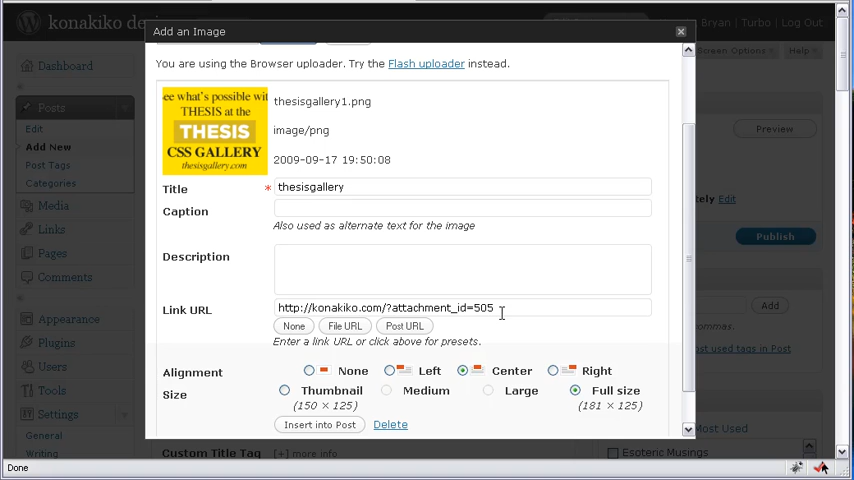 konakiko de
Bryan | Turbo | Log Out
Add an Image
Screen Options
Help
You are using the Browser uploader. Try the Flash uploader instead.
Dashboard
Posts
Edit
Add New
Post Tags
Categories
Media
Links
Pages
Comments
Appearance
Plugins
Users
Tools
Settings
General
Writing
ee what's possible wit
THESIS at the
THESIS
CSS GALLERY
thesisgallery.com
thesisgallery1.png
image/png
2009-09-17 19:50:08
Title
* thesisgallery
Caption
Also used as alternate text for the image
Description
Link URL
http://konakiko.com/?attachment_id=505
None File URL Post URL
Enter a link URL or click above for presets.
Alignment
None Left Center Right
Size
Thumbnail Medium Large Full size
(150 × 125) (181 × 125)
Insert into Post Delete
Preview
tely Edit
Publish
Add
ommas.
st used tags in Post
Most Used
Esoteric Musings
Custom Title Tag [+] more info
Done